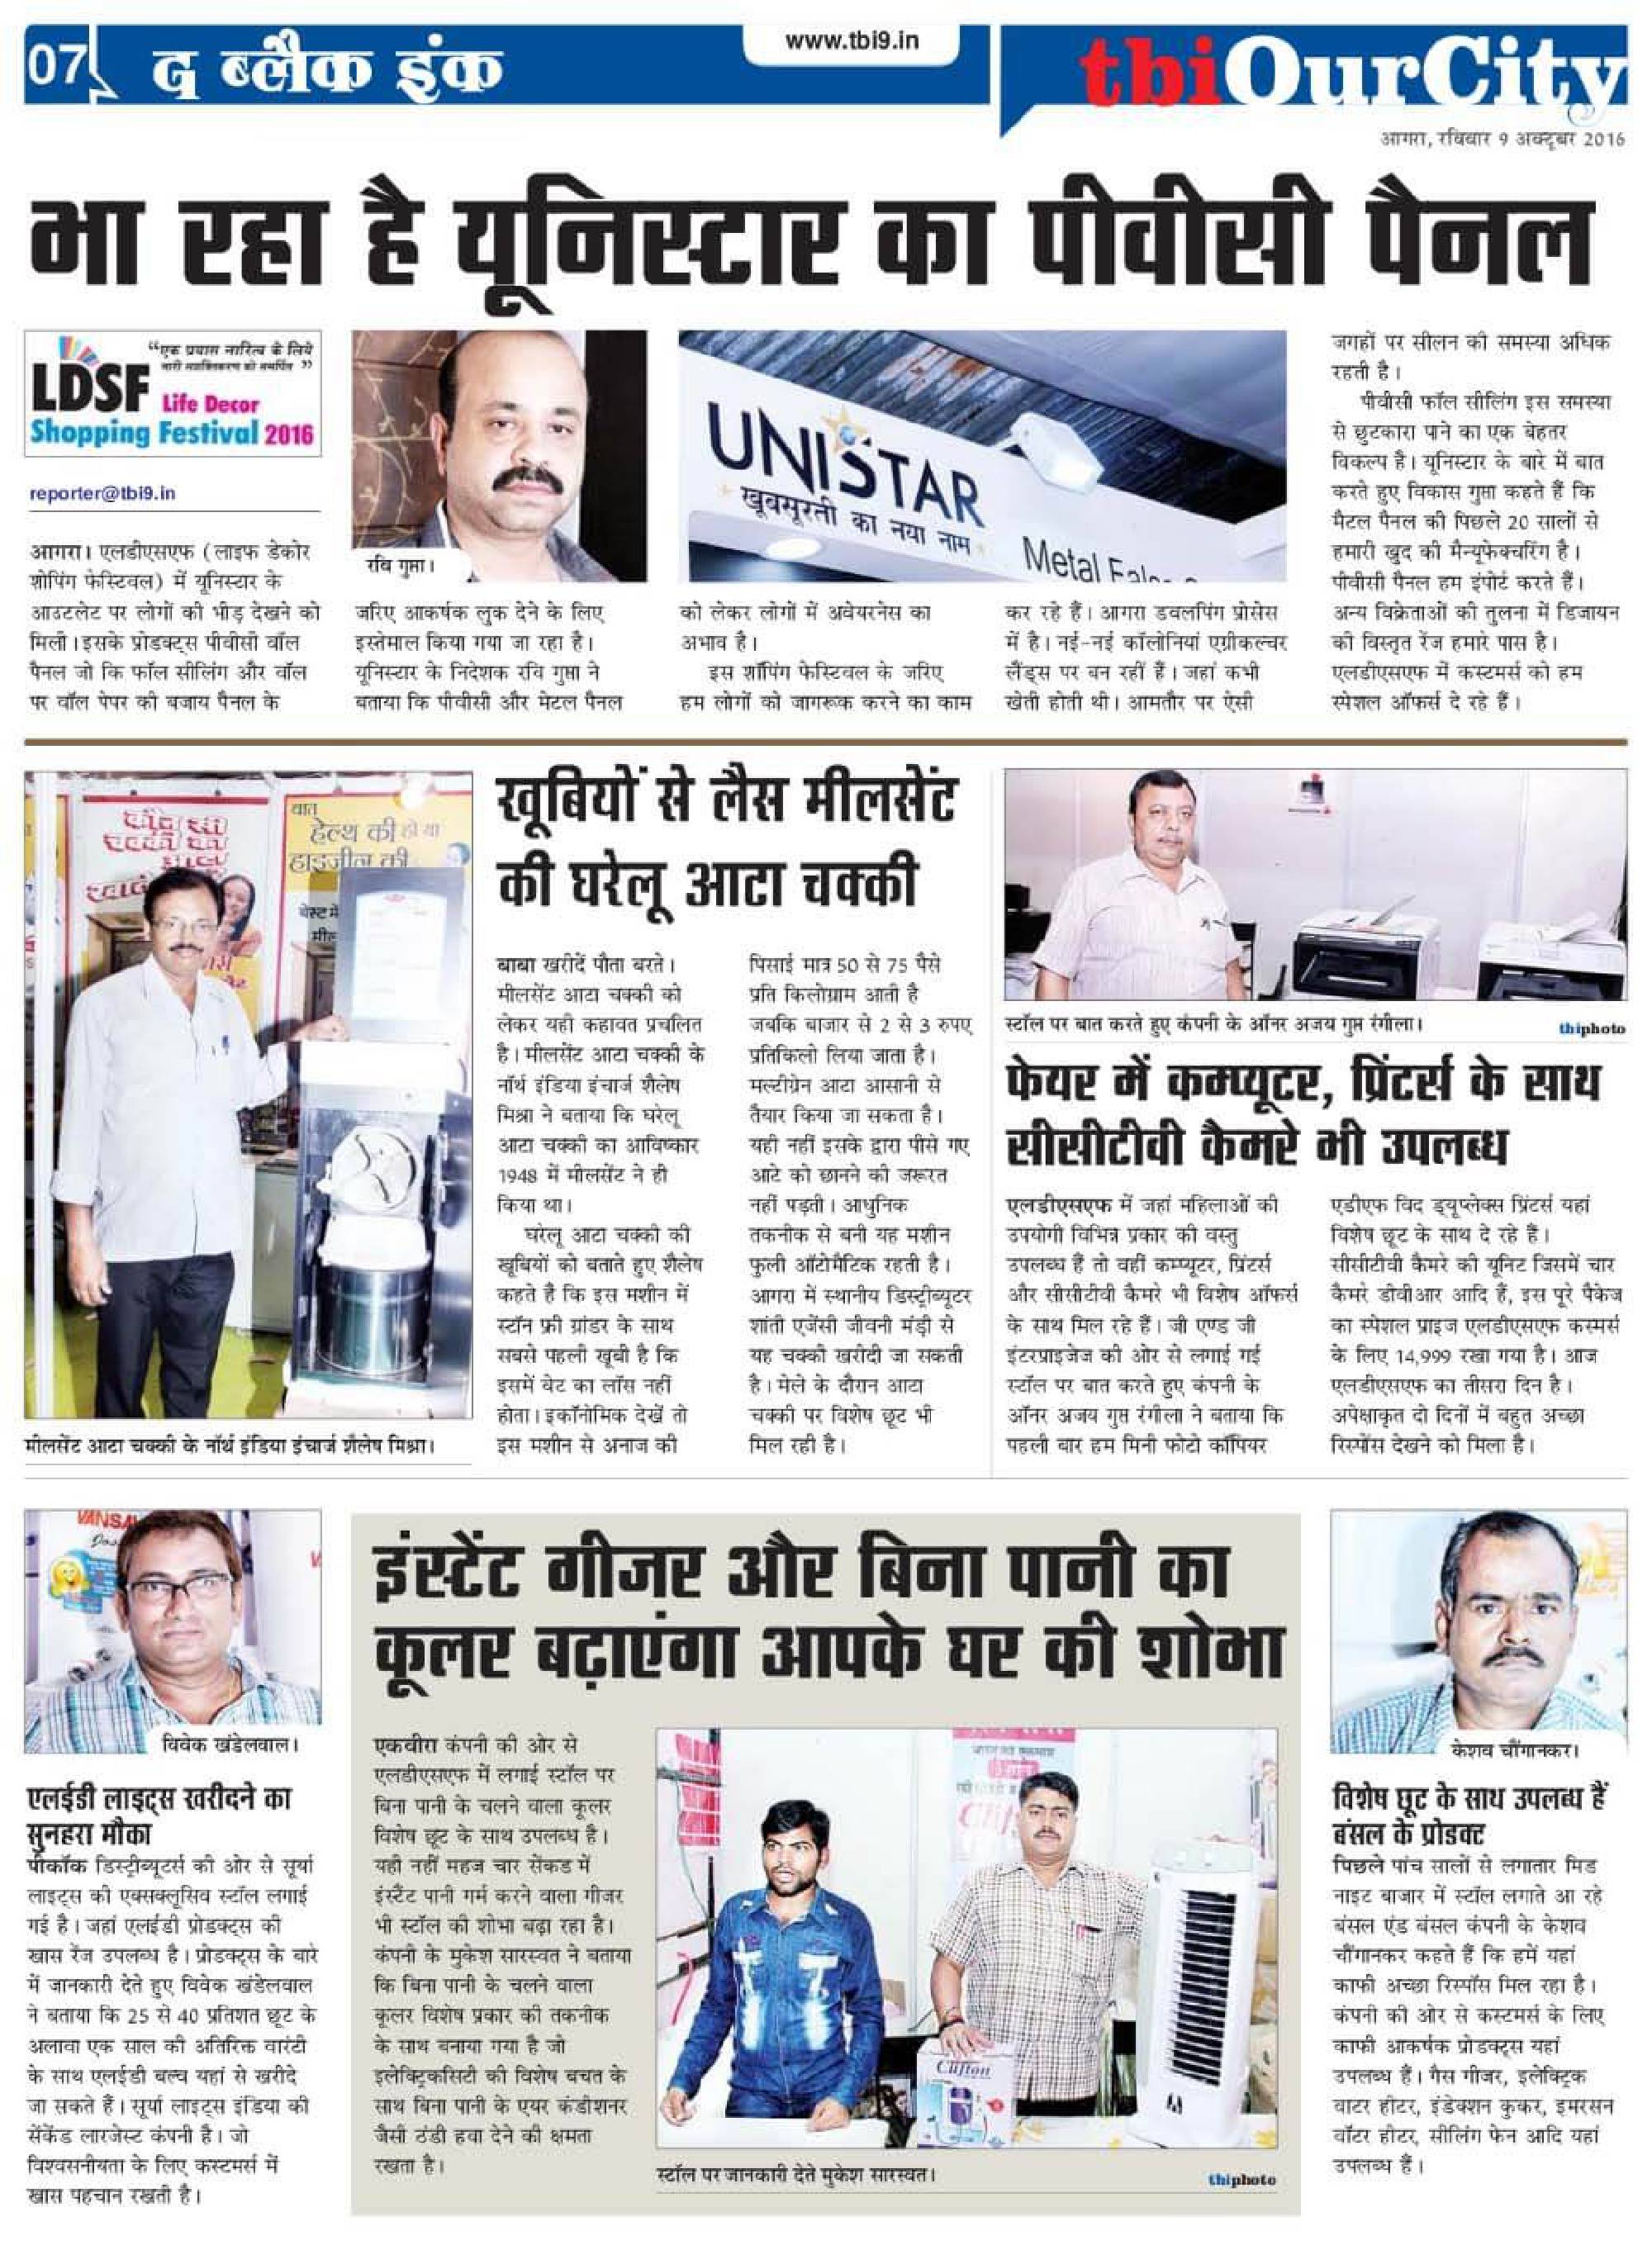 07
द ब्लैक इंक
www.tbi9.in
tbiOurCity
आगरा, रविवार 9 अक्टूबर 2016
भा रहा है यूनिस्टार का पीवीसी पैनल
“एक प्रयास नारित्व के लिये
नारी सशक्तिकरण को समर्पित ”
LDSF Life Decor
Shopping Festival 2016
reporter@tbi9.in
आगरा। एलडीएसएफ (लाइफ डेकोर
शोपिंग फेस्टिवल) में यूनिस्टार के
आउटलेट पर लोगों की भीड़ देखने को
मिली। इसके प्रोडक्ट्स पीवीसी वॉल
पैनल जो कि फॉल सीलिंग और वॉल
पर वॉल पेपर की बजाय पैनल के
रवि गुप्ता।
जरिए आकर्षक लुक देने के लिए
इस्तेमाल किया गया जा रहा है।
यूनिस्टार के निदेशक रवि गुप्ता ने
बताया कि पीवीसी और मेटल पैनल
UNISTAR
खूबसूरती का नया नाम
Metal
को लेकर लोगों में अवेयरनेस का
अभाव है।
इस शॉपिंग फेस्टिवल के जरिए
हम लोगों को जागरूक करने का काम
कर रहे हैं। आगरा डवलपिंग प्रोसेस
में है। नई-नई कॉलोनियां एग्रीकल्चर
लैंड्स पर बन रहीं हैं। जहां कभी
खेती होती थी। आमतौर पर ऐसी
जगहों पर सीलन की समस्या अधिक
रहती है।
पीवीसी फॉल सीलिंग इस समस्या
से छुटकारा पाने का एक बेहतर
विकल्प है। यूनिस्टार के बारे में बात
करते हुए विकास गुप्ता कहते हैं कि
मैटल पैनल की पिछले 20 सालों से
हमारी खुद की मैन्यूफेक्चरिंग है।
पीवीसी पैनल हम इंपोर्ट करते हैं।
अन्य विक्रेताओं की तुलना में डिजायन
की विस्तृत रेंज हमारे पास है।
एलडीएसएफ में कस्टमर्स को हम
स्पेशल ऑफर्स दे रहे हैं।
कौन सी
चक्की का
आटा
बात
हेल्थ की हो या
हाइजीन की
बेस्ट में
मीलसेंट आटा चक्की के नॉर्थ इंडिया इंचार्ज शैलेष मिश्रा।
खूबियों से लैस मीलसेंट
की घरेलू आटा चक्की
बाबा खरीदें पौता बरते।
मीलसेंट आटा चक्की को
लेकर यही कहावत प्रचलित
है। मीलसेंट आटा चक्की के
नॉर्थ इंडिया इंचार्ज शैलेष
मिश्रा ने बताया कि घरेलू
आटा चक्की का आविष्कार
1948 में मीलसेंट ने ही
किया था।
घरेलू आटा चक्की की
खूबियों को बताते हुए शैलेष
कहते है कि इस मशीन में
स्टॉन फ्री ग्रांडर के साथ
सबसे पहली खूबी है कि
इसमें वेट का लॉस नहीं
होता। इकॉनोमिक देखें तो
इस मशीन से अनाज की
पिसाई मात्र 50 से 75 पैसे
प्रति किलोग्राम आती है
जबकि बाजार से 2 से 3 रुपए
प्रतिकिलो लिया जाता है।
मल्टीग्रेन आटा आसानी से
तैयार किया जा सकता है।
यही नहीं इसके द्वारा पीसे गए
आटे को छानने की जरूरत
नहीं पड़ती। आधुनिक
तकनीक से बनी यह मशीन
फुली ऑटोमैटिक रहती है।
आगरा में स्थानीय डिस्ट्रीब्यूटर
शांती एजेंसी जीवनी मंड़ी से
यह चक्की खरीदी जा सकती
है। मेले के दौरान आटा
चक्की पर विशेष छूट भी
मिल रही है।
स्टॉल पर बात करते हुए कंपनी के ऑनर अजय गुप्त रंगीला।
tbiphoto
फेयर में कम्प्यूटर, प्रिंटर्स के साथ
सीसीटीवी कैमरे भी उपलब्ध
एलडीएसएफ में जहां महिलाओं की
उपयोगी विभिन्न प्रकार की वस्तु
उपलब्ध हैं तो वहीं कम्प्यूटर, प्रिंटर्स
और सीसीटीवी कैमरे भी विशेष ऑफर्स
के साथ मिल रहे हैं। जी एण्ड जी
इंटरप्राइजेज की ओर से लगाई गई
स्टॉल पर बात करते हुए कंपनी के
ऑनर अजय गुप्त रंगीला ने बताया कि
पहली बार हम मिनी फोटो कॉपियर
एडीएफ विद ड्यूप्लेक्स प्रिंटर्स यहां
विशेष छूट के साथ दे रहे हैं।
सीसीटीवी कैमरे की यूनिट जिसमें चार
कैमरे डीवीआर आदि हैं, इस पूरे पैकेज
का स्पेशल प्राइज एलडीएसएफ कस्मर्स
के लिए 14,999 रखा गया है। आज
एलडीएसएफ का तीसरा दिन है।
अपेक्षाकृत दो दिनों में बहुत अच्छा
रिस्पोंस देखने को मिला है।
विवेक खंडेलवाल।
एलईडी लाइट्स खरीदने का
सुनहरा मौका
पीकॉक डिस्ट्रीब्यूटर्स की ओर से सूर्या
लाइट्स की एक्सक्लूसिव स्टॉल लगाई
गई है। जहां एलईडी प्रोडक्ट्स की
खास रेंज उपलब्ध है। प्रोडक्ट्स के बारे
में जानकारी देते हुए विवेक खंडेलवाल
ने बताया कि 25 से 40 प्रतिशत छूट के
अलावा एक साल की अतिरिक्त वारंटी
के साथ एलईडी बल्व यहां से खरीदे
जा सकते हैं। सूर्या लाइट्स इंडिया की
सेंकेंड लारजेस्ट कंपनी है। जो
विश्वसनीयता के लिए कस्टमर्स में
खास पहचान रखती है।
इंस्टेंट गीजर और बिना पानी का
कूलर बढ़ाएंगा आपके घर की शोभा
एकवीरा कंपनी की ओर से
एलडीएसएफ में लगाई स्टॉल पर
बिना पानी के चलने वाला कूलर
विशेष छूट के साथ उपलब्ध है।
यही नहीं महज चार सेंकड में
इंस्टैंट पानी गर्म करने वाला गीजर
भी स्टॉल की शोभा बढ़ा रहा है।
कंपनी के मुकेश सारस्वत ने बताया
कि बिना पानी के चलने वाला
कूलर विशेष प्रकार की तकनीक
के साथ बनाया गया है जो
इलेक्ट्रिकसिटी की विशेष बचत के
साथ बिना पानी के एयर कंडीशनर
जैसी ठंडी हवा देने की क्षमता
रखता है।
Clifton
स्टॉल पर जानकारी देते मुकेश सारस्वत।
tbiphoto
केशव चौंगानकर।
विशेष छूट के साथ उपलब्ध हैं
बंसल के प्रोडक्ट
पिछले पांच सालों से लगातार मिड
नाइट बाजार में स्टॉल लगाते आ रहे
बंसल एंड बंसल कंपनी के केशव
चौंगानकर कहते हैं कि हमें यहां
काफी अच्छा रिस्पॉस मिल रहा है।
कंपनी की ओर से कस्टमर्स के लिए
काफी आकर्षक प्रोडक्ट्स यहां
उपलब्ध हैं। गैस गीजर, इलेक्ट्रिक
वाटर हीटर, इंडेक्शन कुकर, इमरसन
वॉटर हीटर, सीलिंग फेन आदि यहां
उपलब्ध हैं।